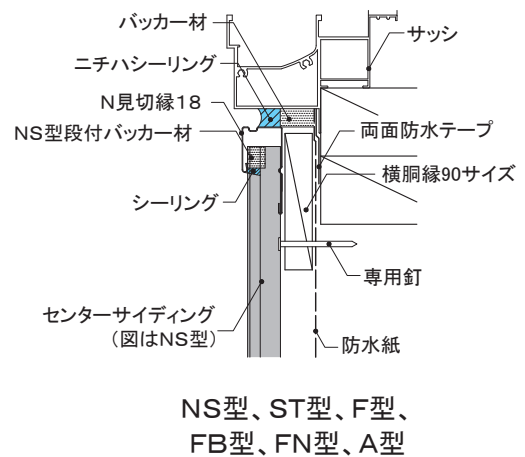 バッカー材
サッシ
ニチハシーリング
N見切縁18
NS型段付バッカー材
両面防水テープ
横胴縁90サイズ
シーリング
専用釘
センターサイディング
(図はNS型)
防水紙
NS型、ST型、F型、
FB型、FN型、A型